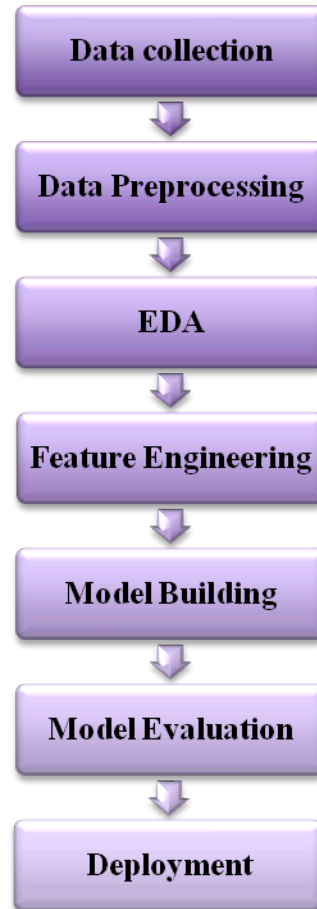 Data collection
Data Preprocessing
EDA
Feature Engineering
Model Building
Model Evaluation
Deployment